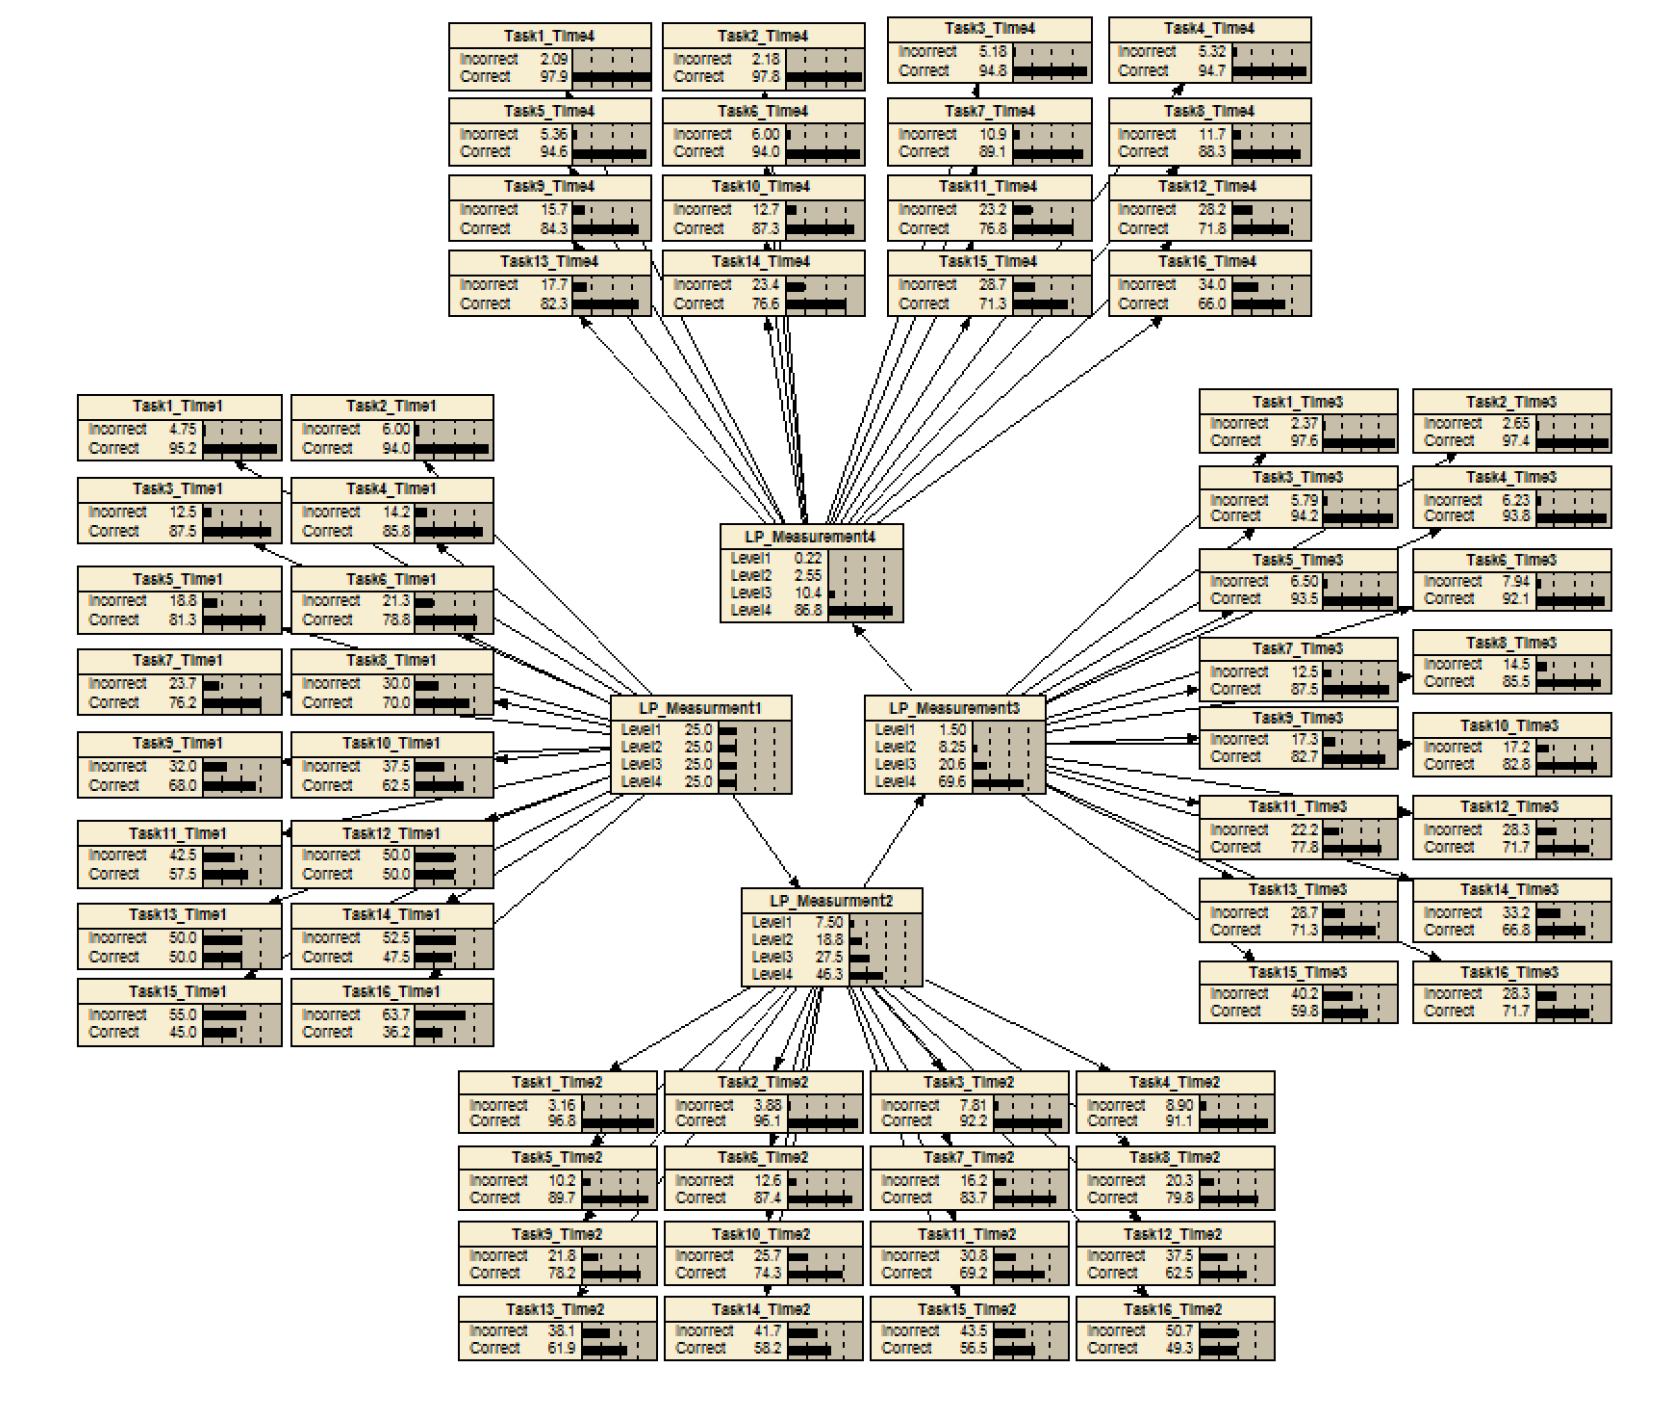 Task1_Time4
Incorrect 2.09
Correct 97.9
Task2_Time4
Incorrect 2.18
Correct 97.8
Task3_Time4
Incorrect 5.18
Correct 94.8
Task4_Time4
Incorrect 5.32
Correct 94.7
Task5_Time4
Incorrect 5.36
Correct 94.6
Task6_Time4
Incorrect 6.00
Correct 94.0
Task7_Time4
Incorrect 10.9
Correct 89.1
Task8_Time4
Incorrect 11.7
Correct 88.3
Task9_Time4
Incorrect 15.7
Correct 84.3
Task10_Time4
Incorrect 12.7
Correct 87.3
Task11_Time4
Incorrect 23.2
Correct 76.8
Task12_Time4
Incorrect 28.2
Correct 71.8
Task13_Time4
Incorrect 17.7
Correct 82.3
Task14_Time4
Incorrect 23.4
Correct 76.6
Task15_Time4
Incorrect 28.7
Correct 71.3
Task16_Time4
Incorrect 34.0
Correct 66.0
Task1_Time1
Incorrect 4.75
Correct 95.2
Task2_Time1
Incorrect 6.00
Correct 94.0
Task3_Time1
Incorrect 12.5
Correct 87.5
Task4_Time1
Incorrect 14.2
Correct 85.8
Task5_Time1
Incorrect 18.8
Correct 81.3
Task6_Time1
Incorrect 21.3
Correct 78.8
Task7_Time1
Incorrect 23.7
Correct 76.2
Task8_Time1
Incorrect 30.0
Correct 70.0
Task9_Time1
Incorrect 32.0
Correct 68.0
Task10_Time1
Incorrect 37.5
Correct 62.5
Task11_Time1
Incorrect 42.5
Correct 57.5
Task12_Time1
Incorrect 50.0
Correct 50.0
Task13_Time1
Incorrect 50.0
Correct 50.0
Task14_Time1
Incorrect 52.5
Correct 47.5
Task15_Time1
Incorrect 55.0
Correct 45.0
Task16_Time1
Incorrect 63.7
Correct 36.2
LP_Measurement4
Level1 0.22
Level2 2.55
Level3 10.4
Level4 86.8
LP_Measurment1
Level1 25.0
Level2 25.0
Level3 25.0
Level4 25.0
LP_Measurement3
Level1 1.50
Level2 8.25
Level3 20.6
Level4 69.6
LP_Measurment2
Level1 7.50
Level2 18.8
Level3 27.5
Level4 46.3
Task1_Time3
Incorrect 2.37
Correct 97.6
Task2_Time3
Incorrect 2.65
Correct 97.4
Task3_Time3
Incorrect 5.79
Correct 94.2
Task4_Time3
Incorrect 6.23
Correct 93.8
Task5_Time3
Incorrect 6.50
Correct 93.5
Task6_Time3
Incorrect 7.94
Correct 92.1
Task7_Time3
Incorrect 12.5
Correct 87.5
Task8_Time3
Incorrect 14.5
Correct 85.5
Task9_Time3
Incorrect 17.3
Correct 82.7
Task10_Time3
Incorrect 17.2
Correct 82.8
Task11_Time3
Incorrect 22.2
Correct 77.8
Task12_Time3
Incorrect 28.3
Correct 71.7
Task13_Time3
Incorrect 28.7
Correct 71.3
Task14_Time3
Incorrect 33.2
Correct 66.8
Task15_Time3
Incorrect 40.2
Correct 59.8
Task16_Time3
Incorrect 28.3
Correct 71.7
Task1_Time2
Incorrect 3.16
Correct 96.8
Task2_Time2
Incorrect 3.88
Correct 96.1
Task3_Time2
Incorrect 7.81
Correct 92.2
Task4_Time2
Incorrect 8.90
Correct 91.1
Task5_Time2
Incorrect 10.2
Correct 89.7
Task6_Time2
Incorrect 12.6
Correct 87.4
Task7_Time2
Incorrect 16.2
Correct 83.7
Task8_Time2
Incorrect 20.3
Correct 79.8
Task9_Time2
Incorrect 21.8
Correct 78.2
Task10_Time2
Incorrect 25.7
Correct 74.3
Task11_Time2
Incorrect 30.8
Correct 69.2
Task12_Time2
Incorrect 37.5
Correct 62.5
Task13_Time2
Incorrect 38.1
Correct 61.9
Task14_Time2
Incorrect 41.7
Correct 58.2
Task15_Time2
Incorrect 43.5
Correct 56.5
Task16_Time2
Incorrect 50.7
Correct 49.3